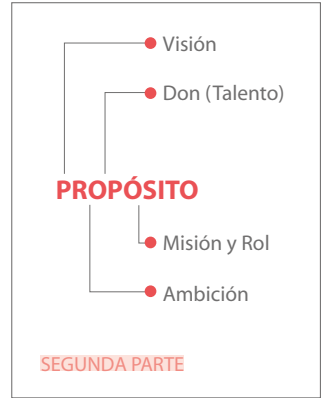 Visión
Don (Talento)
PROPÓSITO
Misión y Rol
Ambición
SEGUNDA PARTE